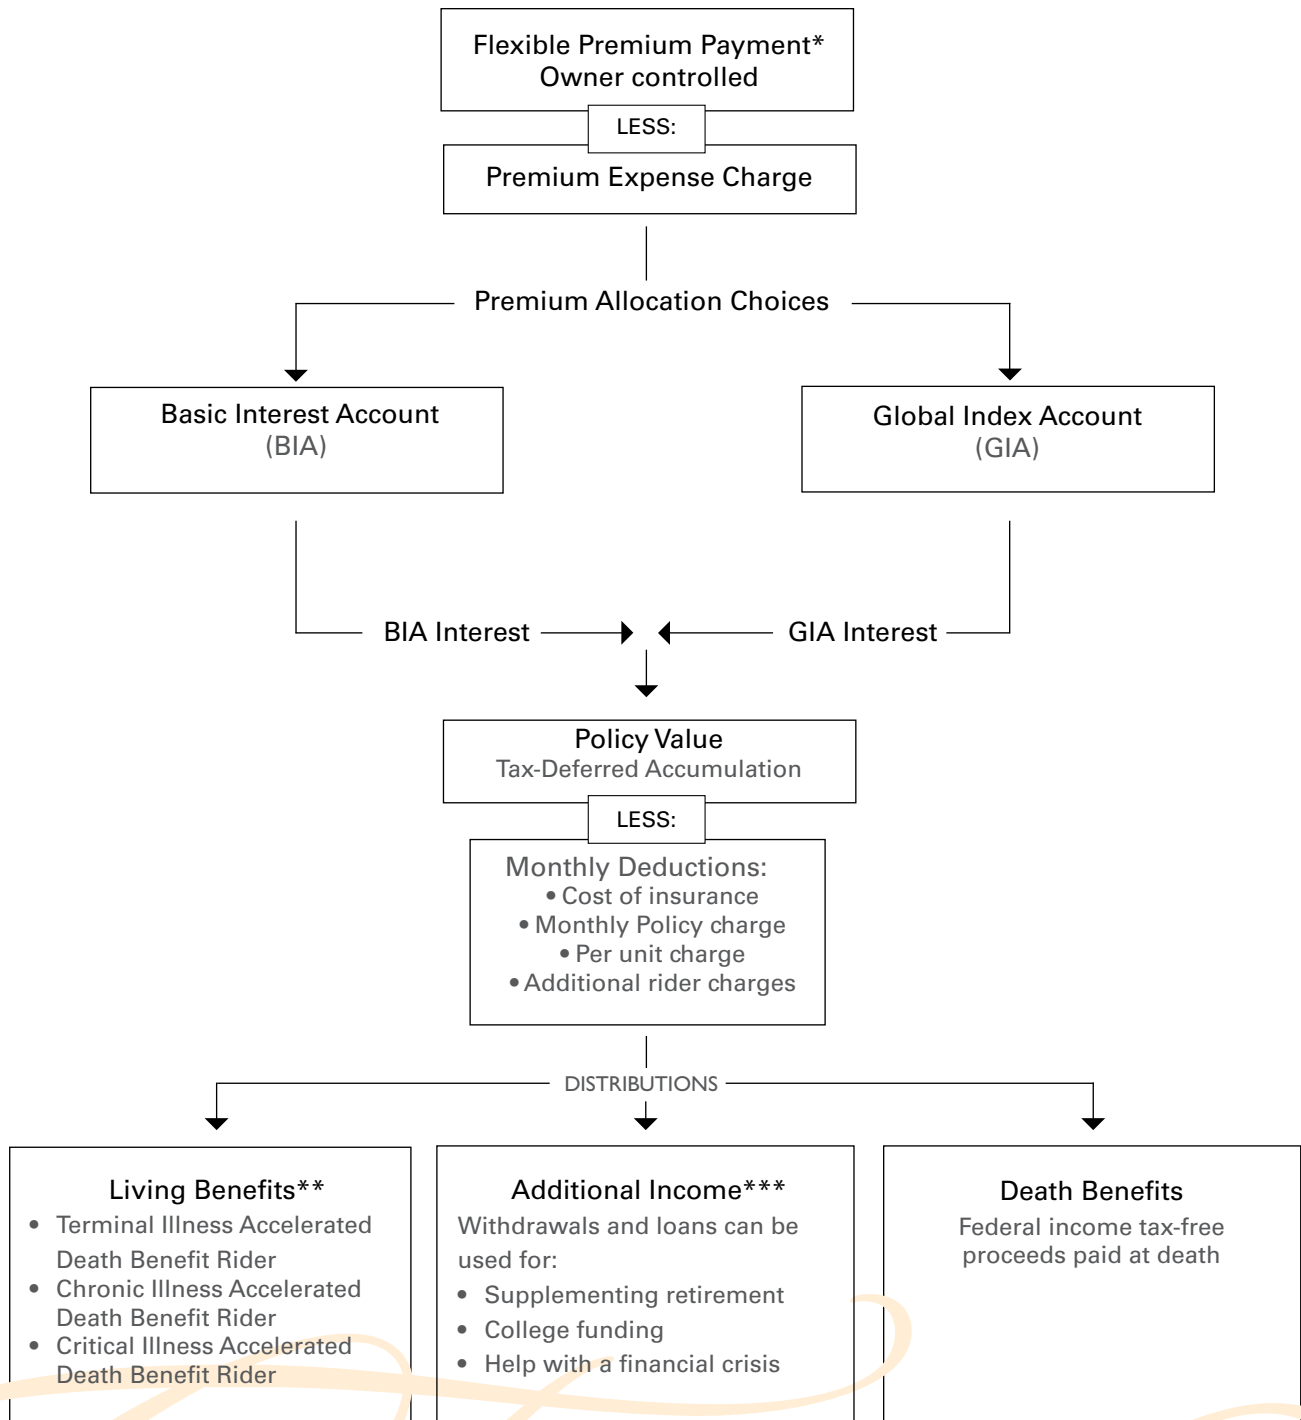 Flexible Premium Payment*
Owner controlled
LESS:
Premium Expense Charge
Premium Allocation Choices
Basic Interest Account
(BIA)
Global Index Account
(GIA)
BIA Interest
GIA Interest
Policy Value
Tax-Deferred Accumulation
LESS:
Monthly Deductions:
• Cost of insurance
• Monthly Policy charge
• Per unit charge
• Additional rider charges
DISTRIBUTIONS
Living Benefits**
• Terminal Illness Accelerated
Death Benefit Rider
• Chronic Illness Accelerated
Death Benefit Rider
• Critical Illness Accelerated
Death Benefit Rider
Additional Income***
Withdrawals and loans can be
used for:
• Supplementing retirement
• College funding
• Help with a financial crisis
Death Benefits
Federal income tax-free
proceeds paid at death